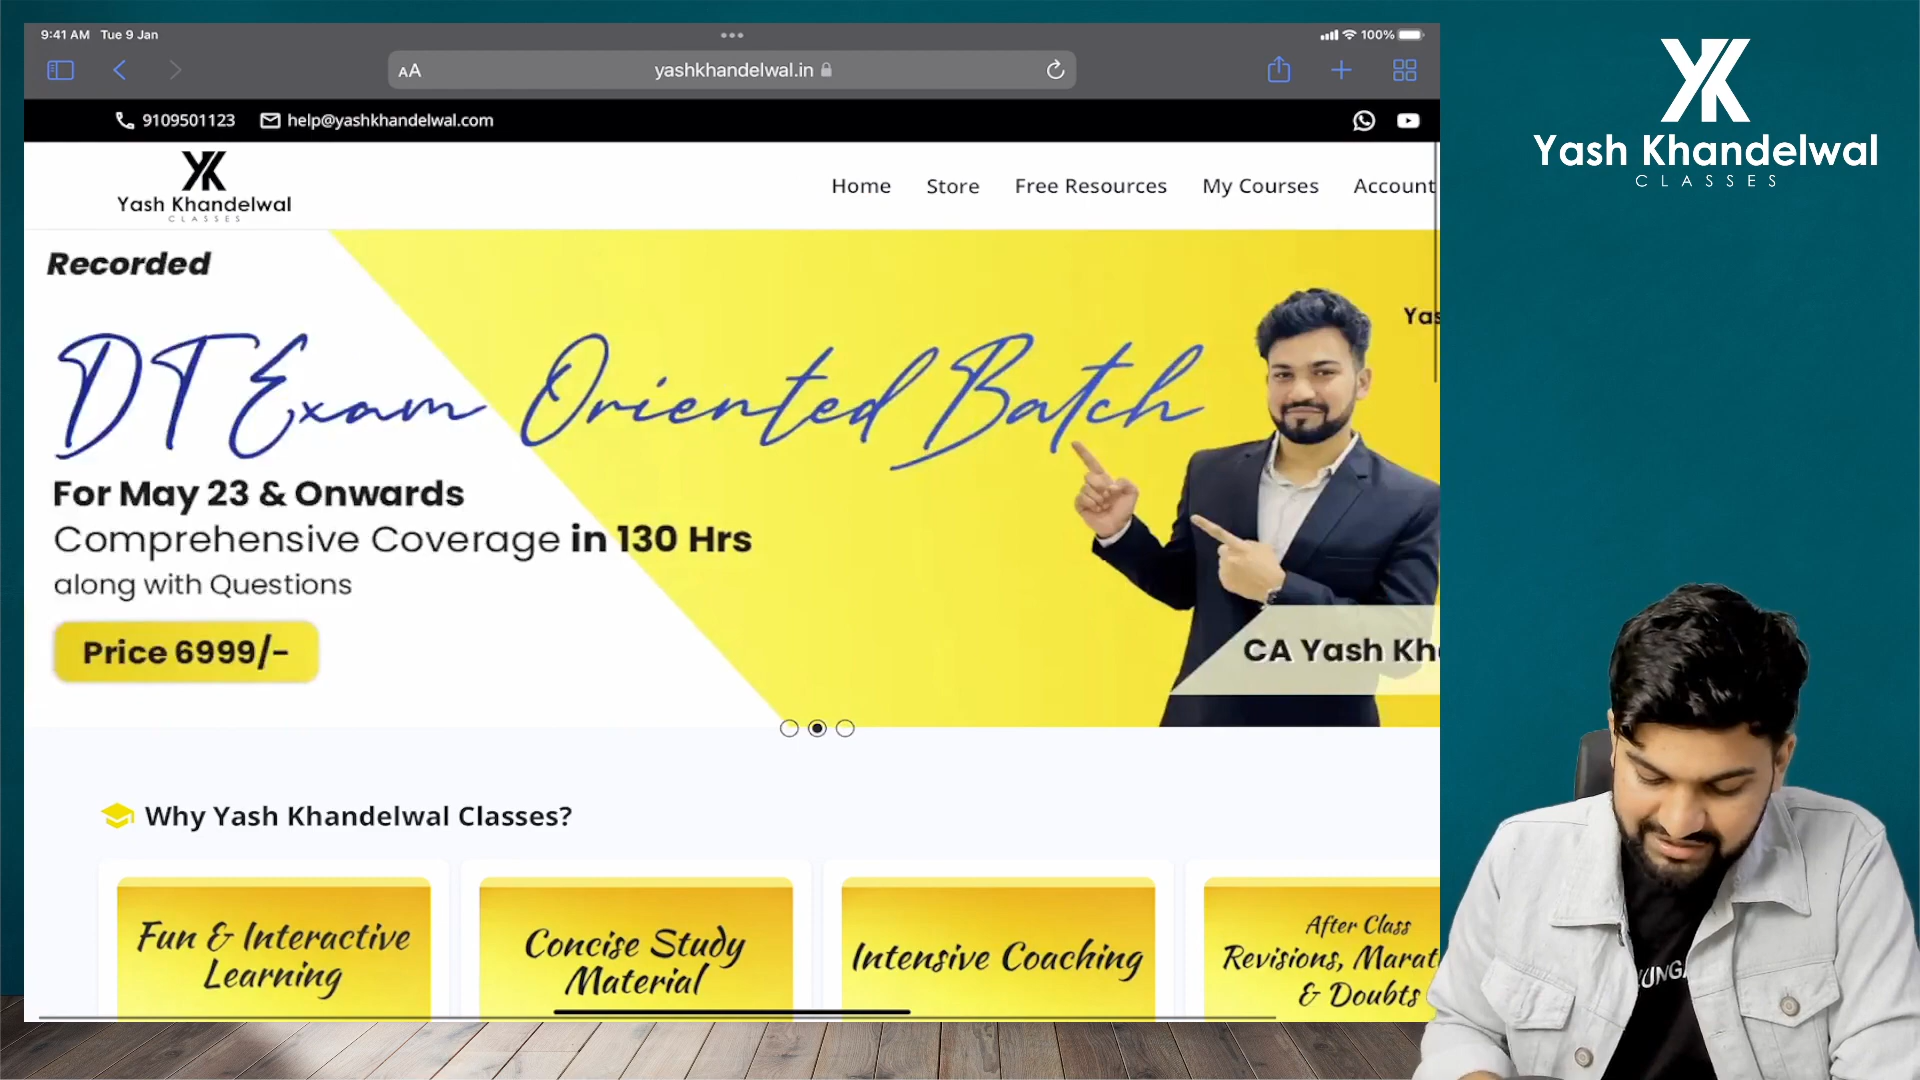 9:41 AM Tue 9 Jan
100%
AA
yashkhandelwal.in
9109501123
help@yashkhandelwal.com
YK
Yash Khandelwal
CLASSES
Home
Store
Free Resources
My Courses
Account
Recorded
DT Exam Oriented Batch
Yas
For May 23 & Onwards
Comprehensive Coverage in 130 Hrs
along with Questions
Price 6999/-
CA Yash Kh
Why Yash Khandelwal Classes?
Fun & Interactive
Learning
Concise Study
Material
Intensive Coaching
After Class
Revisions, Marat
& Doubts
YK
Yash Khandelwal
CLASSES